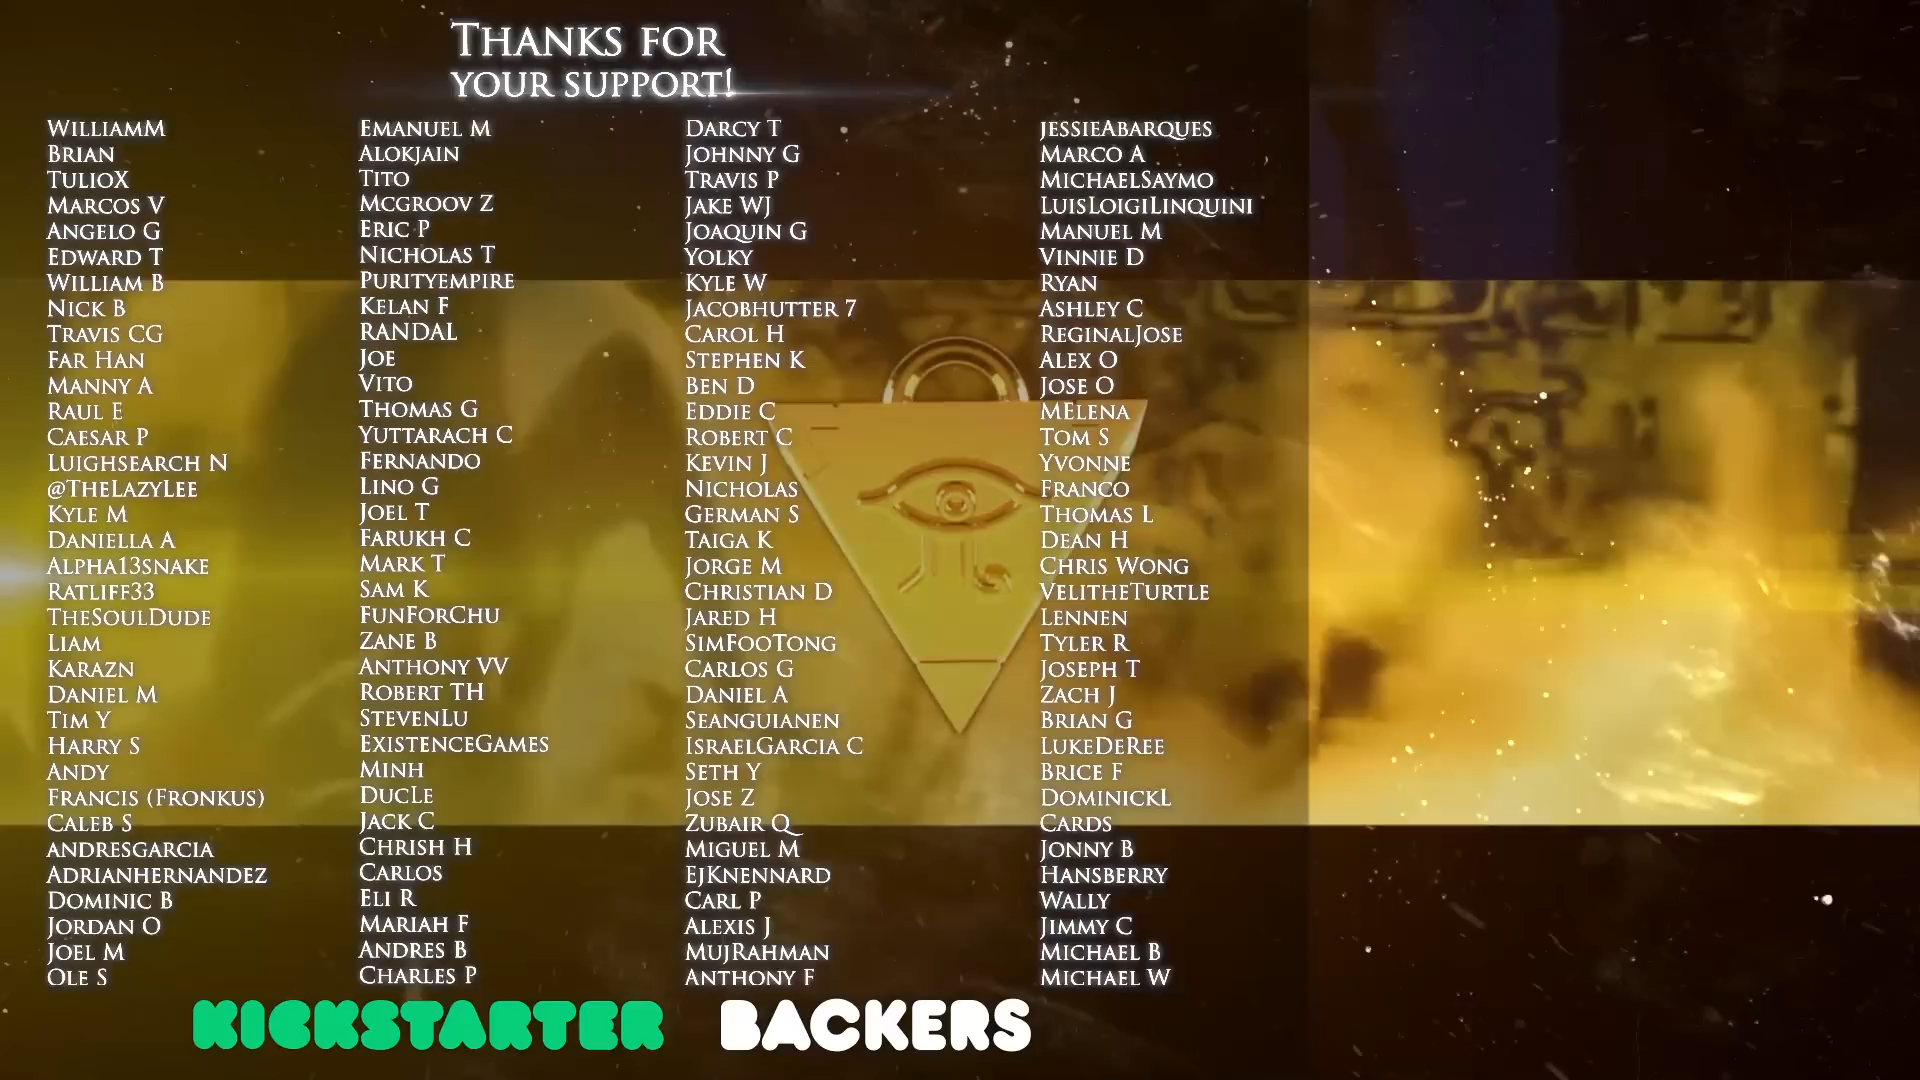 Thanks for
your support!
WilliamM
Brian
TulioX
Marcos V
Angelo G
Edward T
William B
Nick B
Travis CG
Far Han
Manny A
Raul E
Caesar P
Luighsearch N
@TheLazyLee
Kyle M
Daniella A
Alpha13snake
Ratliff33
TheSoulDude
Liam
Karazn
Daniel M
Tim Y
Harry S
Andy
Francis (Fronkus)
Caleb S
andresgarcia
Adrianhernandez
Dominic B
Jordan O
Joel M
Ole S
Emanuel M
Alokjain
Tito
Mcgroov Z
Eric P
Nicholas T
Purityempire
Kelan F
RANDAL
Joe
Vito
Thomas G
Yuttarach C
Fernando
Lino G
Joel T
Farukh C
Mark T
Sam K
FunForChu
Zane B
Anthony VV
Robert TH
StevenLu
ExistenceGames
Minh
DucLe
Jack C
Chrish H
Carlos
Eli R
Mariah F
Andres B
Charles P
Darcy T
Johnny G
Travis P
Jake WJ
Joaquin G
Yolky
Kyle W
Jacobhutter 7
Carol H
Stephen K
Ben D
Eddie C
Robert C
Kevin J
Nicholas
German S
Taiga K
Jorge M
Christian D
Jared H
SimFooTong
Carlos G
Daniel A
Seanguianen
IsraelGarcia C
Seth Y
Jose Z
Zubair Q
Miguel M
EjKnennard
Carl P
Alexis J
MujRahman
Anthony F
jessieAbarques
Marco A
MichaelSaymo
LuisLoigiLinquini
Manuel M
Vinnie D
Ryan
Ashley C
ReginalJose
Alex O
Jose O
MElena
Tom S
Yvonne
Franco
Thomas L
Dean H
Chris Wong
VelitheTurtle
Lennen
Tyler R
Joseph T
Zach J
Brian G
LukeDeRee
Brice F
DominickL
Cards
Jonny B
Hansberry
Wally
Jimmy C
Michael B
Michael W
KICKSTARTER BACKERS